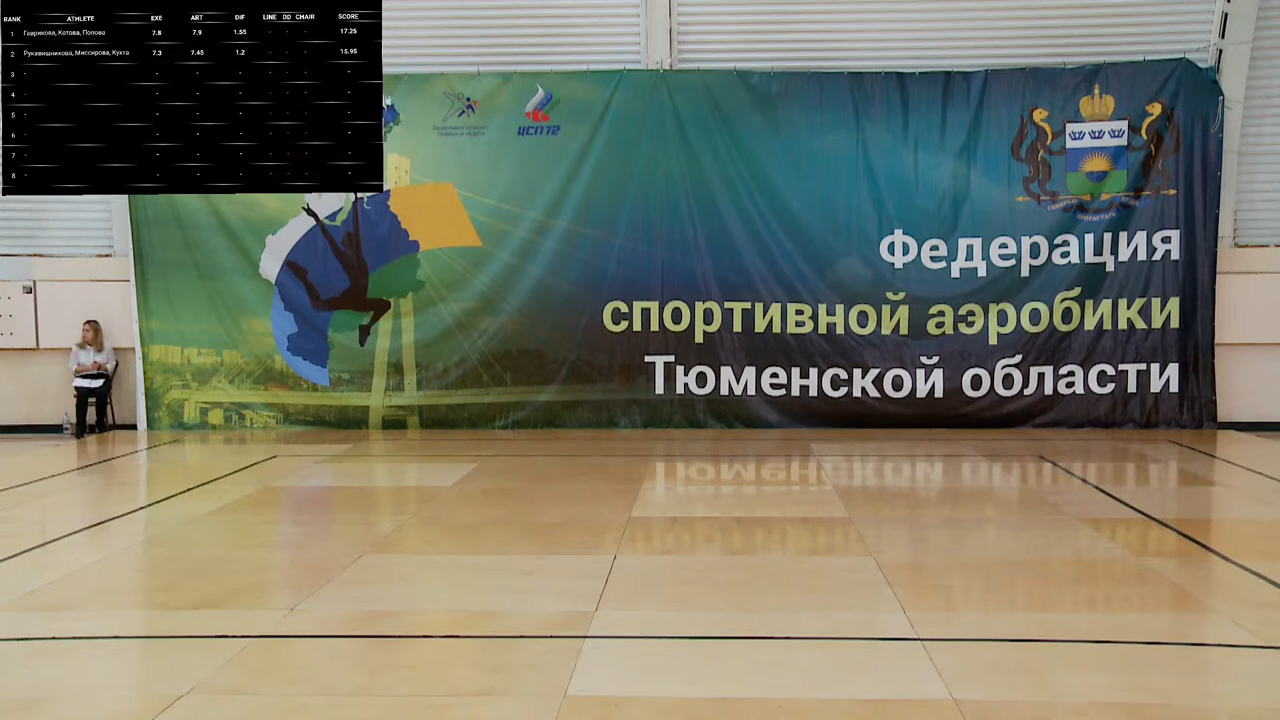 RANK ATHLETE EXE ART DIF LINE DD CHAIR SCORE
1 Гаврикова, Котова, Попова 7.8 7.9 1.55 - - - 17.25
2 Рукавишникова, Миссирова, Кухта 7.3 7.45 1.2 - - - 15.95
3 - - - - - - - -
4 - - - - - - - -
5 - - - - - - - -
6 - - - - - - - -
7 - - - - - - - -
8 - - - - - - - -
ЦСП72
Федерация
спортивной аэробики
Тюменской области